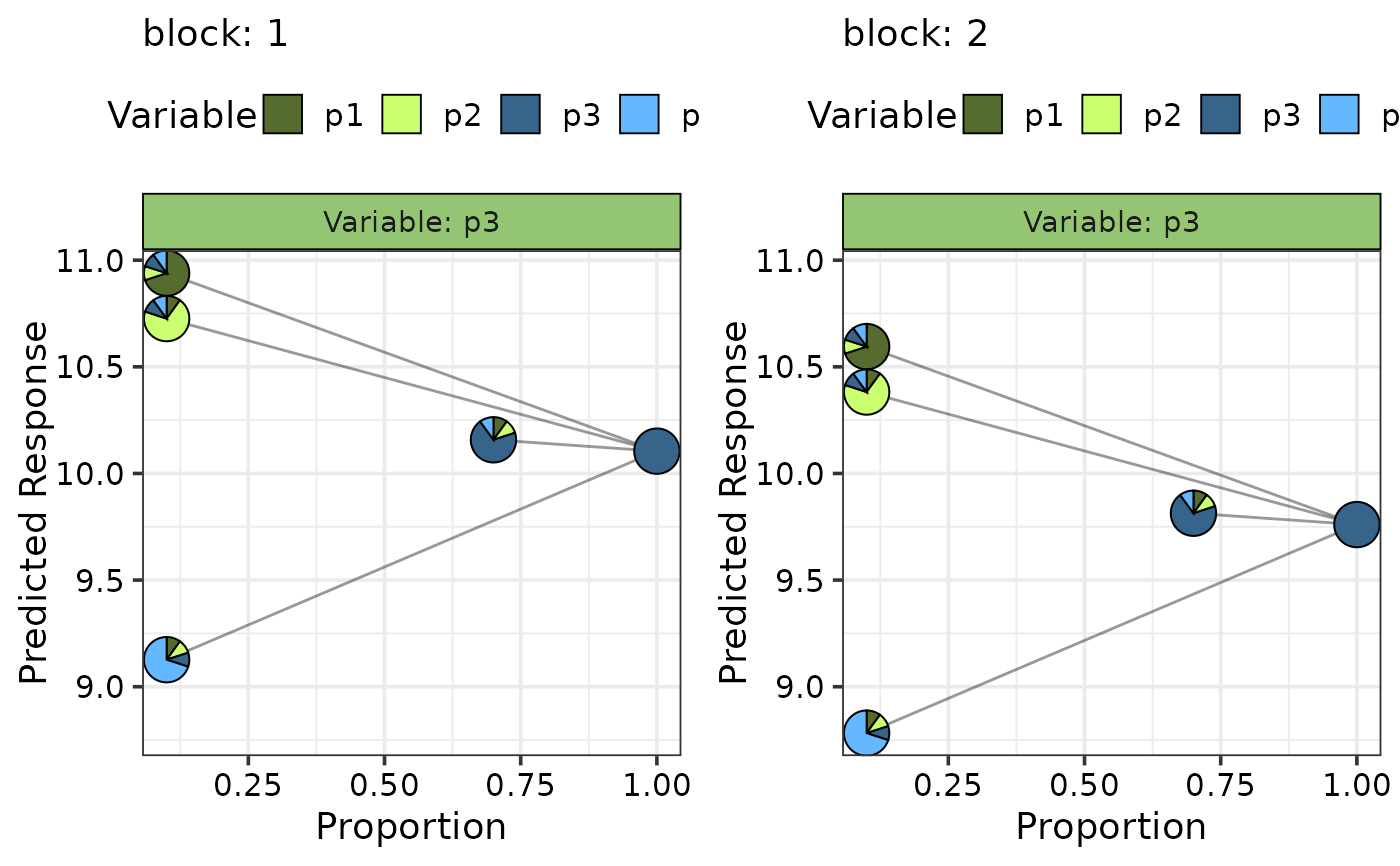 block: 1
Variable p1 p2 p3 p
Variable: p3
11.0
10.5
10.0
9.5
9.0
Predicted Response
0.25 0.50 0.75 1.00
Proportion
block: 2
Variable p1 p2 p3 p
Variable: p3
11.0
10.5
10.0
9.5
9.0
Predicted Response
0.25 0.50 0.75 1.00
Proportion